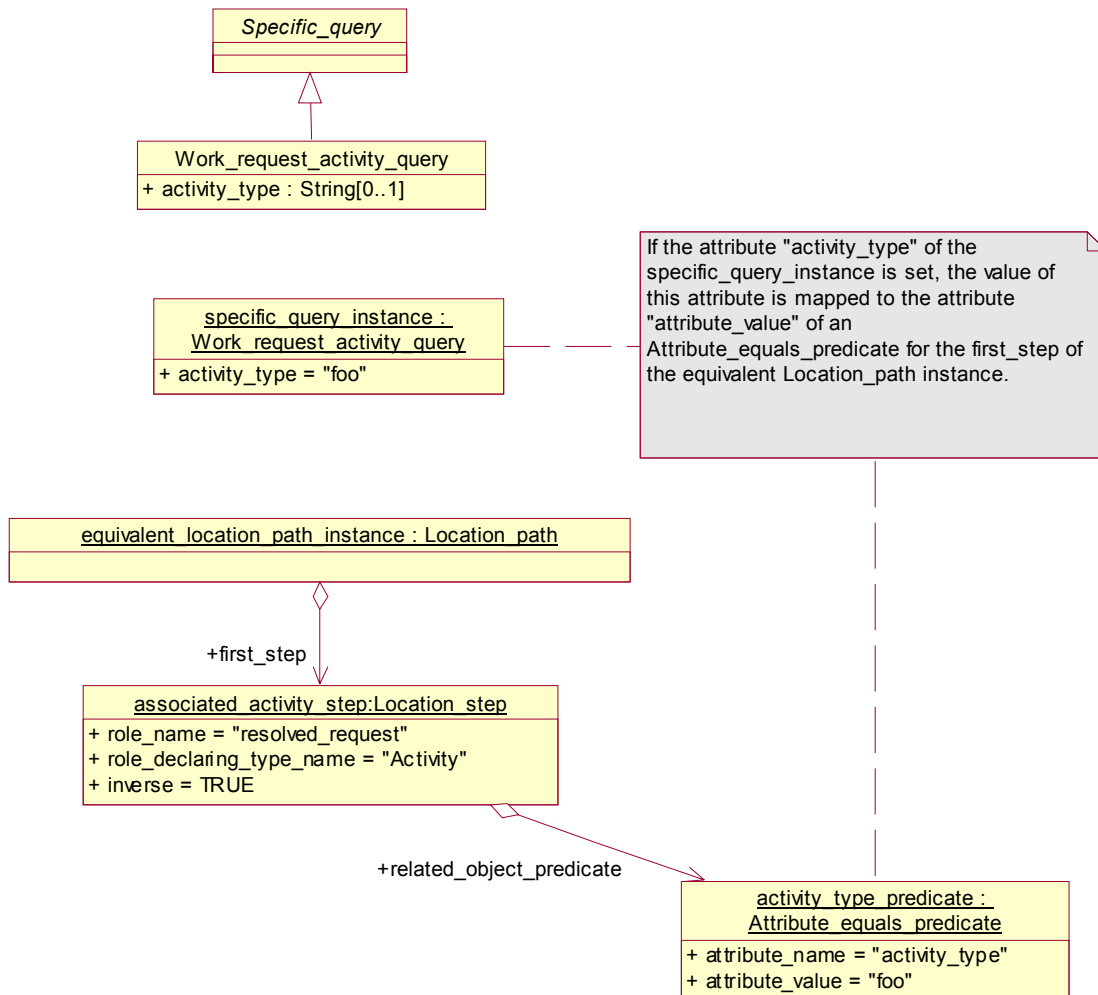 Specific_query
Work_request_activity_query
+ activity_type : String[0..1]
If the attribute "activity_type" of the
specific_query_instance is set, the value of
this attribute is mapped to the attribute
"attribute_value" of an
Attribute_equals_predicate for the first_step of
the equivalent Location_path instance.
specific_query_instance :
Work_request_activity_query
+ activity_type = "foo"
equivalent_location_path_instance : Location_path
+first_step
associated_activity_step:Location_step
+ role_name = "resolved_request"
+ role_declaring_type_name = "Activity"
+ inverse = TRUE
+related_object_predicate
activity_type_predicate :
Attribute_equals_predicate
+ attribute_name = "activity_type"
+ attribute_value = "foo"